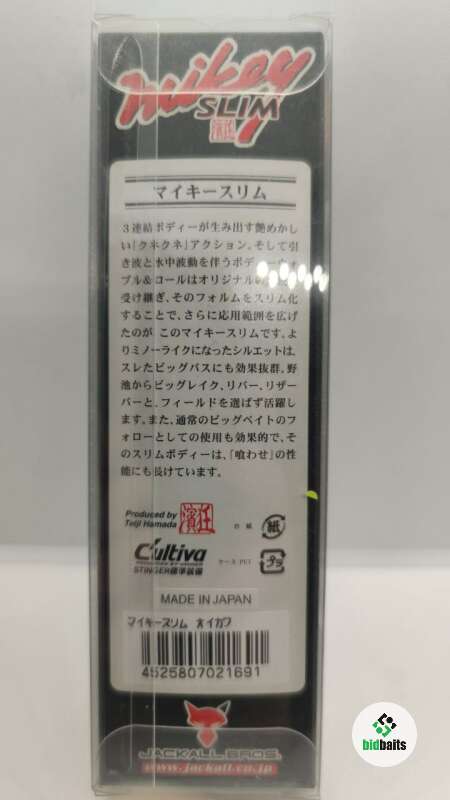 mikey
SLIM
マイキースリム
3連結ボディーが生み出す艶めかし
い「クネクネ」アクション。そして引
き波と水中波動を伴うボディーウォ
ブル&ロールはオリジナルの
受け継ぎ、そのフォルムをスリム化
することで、さらに応用範囲を広げ
たのが、このマイキースリムです。よ
りミノーライクになったシルエットは、
スレたビッグバスにも効果抜群。野
池からビッグレイク、リバー、リザー
バーと、フィールドを選ばず活躍し
ます。また、通常のビッグベイトのフ
ォローとしての使用も効果的で、そ
のスリムボディーは、「喰わせ」の性
能にも長けています。
Produced by
Teiji Hamada
台紙 紙
Cultiva
PRODUCED BY OWNER
STINGER
ケース:PET プラ
MADE IN JAPAN
マイキースリム オイカワ
4525807021691
JACKALL BROS.
www.jackall.co.jp
bidbaits